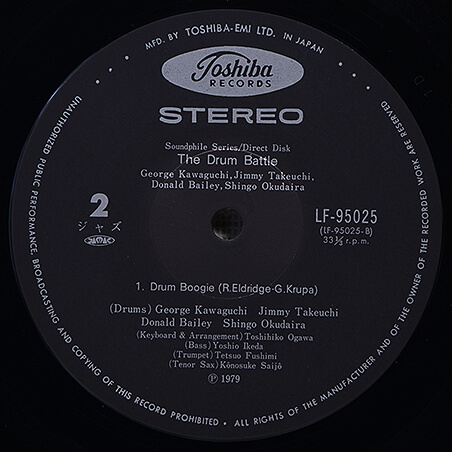 MFD. BY TOSHIBA-EMI LTD. IN JAPAN
Toshiba
RECORDS
STEREO
Soundphile Series/Direct Disk
The Drum Battle
George Kawaguchi, Jimmy Takeuchi,
Donald Bailey, Shingo Okudaira
2
ジャズ
LF-95025
(LF-95025-B)
33⅓ r.p.m.
1. Drum Boogie (R.Eldridge-G.Krupa)
(Drums) George Kawaguchi Jimmy Takeuchi
Donald Bailey Shingo Okudaira
(Keyboard & Arrangement) Toshihiko Ogawa
(Bass) Yoshio Ikeda
(Trumpet) Tetsuo Fushimi
(Tenor Sax) Kônosuke Saijô
Ⓟ 1979
UNAUTHORIZED PUBLIC PERFORMANCE, BROADCASTING AND COPYING OF THIS RECORD PROHIBITED · ALL RIGHTS OF THE MANUFACTURER AND OF THE OWNER OF THE RECORDED WORK ARE RESERVED